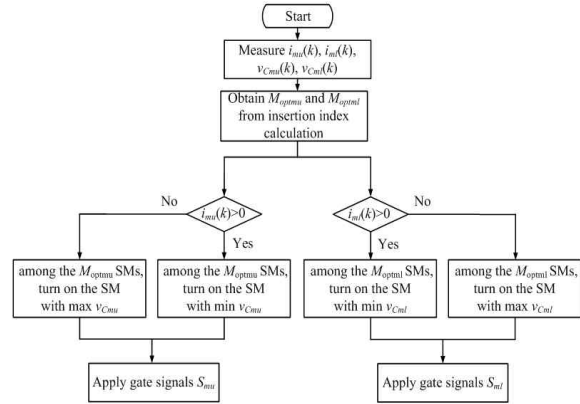 Start
Measure i_mu(k), i_ml(k),
v_Cmu(k), v_Cml(k)
Obtain M_optmu and M_optml
from insertion index
calculation
No
i_mu(k)>0
Yes
i_ml(k)>0
No
Yes
among the M_optmu SMs,
turn on the SM
with max v_Cmu
among the M_optmu SMs,
turn on the SM
with min v_Cmu
among the M_optml SMs,
turn on the SM
with min v_Cml
among the M_optml SMs,
turn on the SM
with max v_Cml
Apply gate signals S_mu
Apply gate signals S_ml